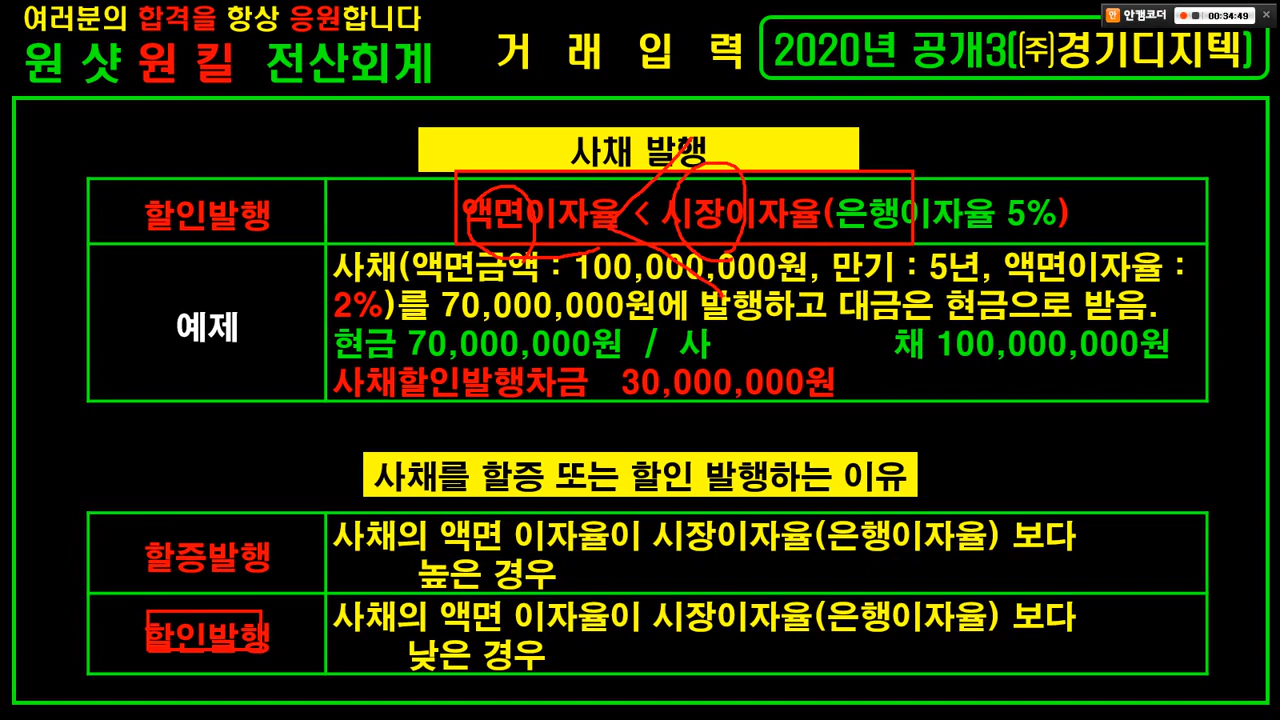 여러분의 합격을 항상 응원합니다
안캠코더 00:34:49
원 샷 원 킬 전산회계
거 래 입 력
2020년 공개3(㈜경기디지텍)
사채 발행
할인발행
액면이자율 < 시장이자율(은행이자율 5%)
예제
사채(액면금액 : 100,000,000원, 만기 : 5년, 액면이자율 :
2%)를 70,000,000원에 발행하고 대금은 현금으로 받음.
현금 70,000,000원 / 사 채 100,000,000원
사채할인발행차금 30,000,000원
사채를 할증 또는 할인 발행하는 이유
할증발행
사채의 액면 이자율이 시장이자율(은행이자율) 보다
높은 경우
할인발행
사채의 액면 이자율이 시장이자율(은행이자율) 보다
낮은 경우